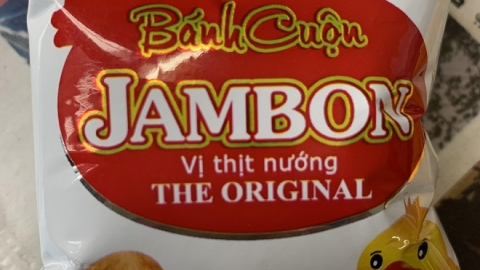 Bánh Cuộn
JAMBON
Vị thịt nướng
THE ORIGINAL